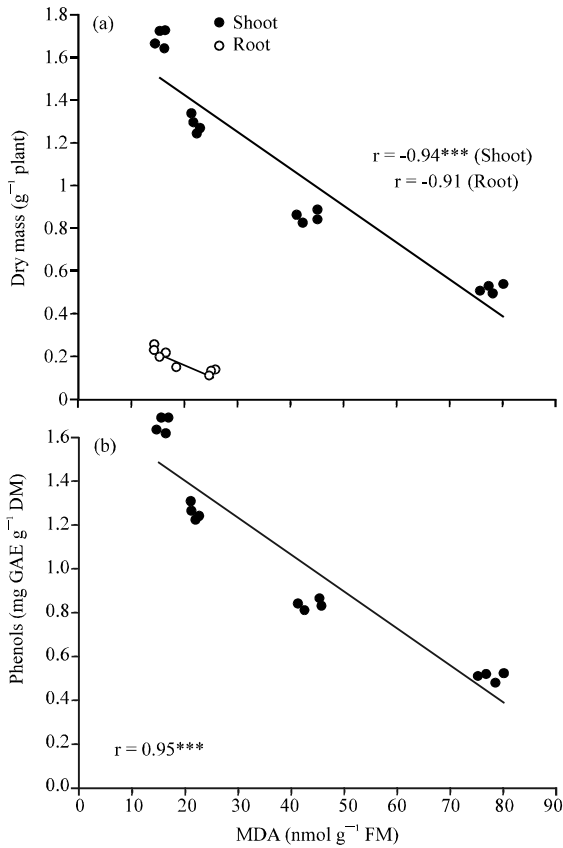 (a)
Shoot
Root
1.8
1.6
1.4
1.2
1
0.8
0.6
0.4
0.2
0
Dry mass (g⁻¹ plant)
r = -0.94*** (Shoot)
r = -0.91 (Root)
(b)
1.6
1.4
1.2
1.0
0.8
0.6
0.4
0.2
0.0
Phenols (mg GAE g⁻¹ DM)
r = 0.95***
0 10 20 30 40 50 60 70 80 90
MDA (nmol g⁻¹ FM)